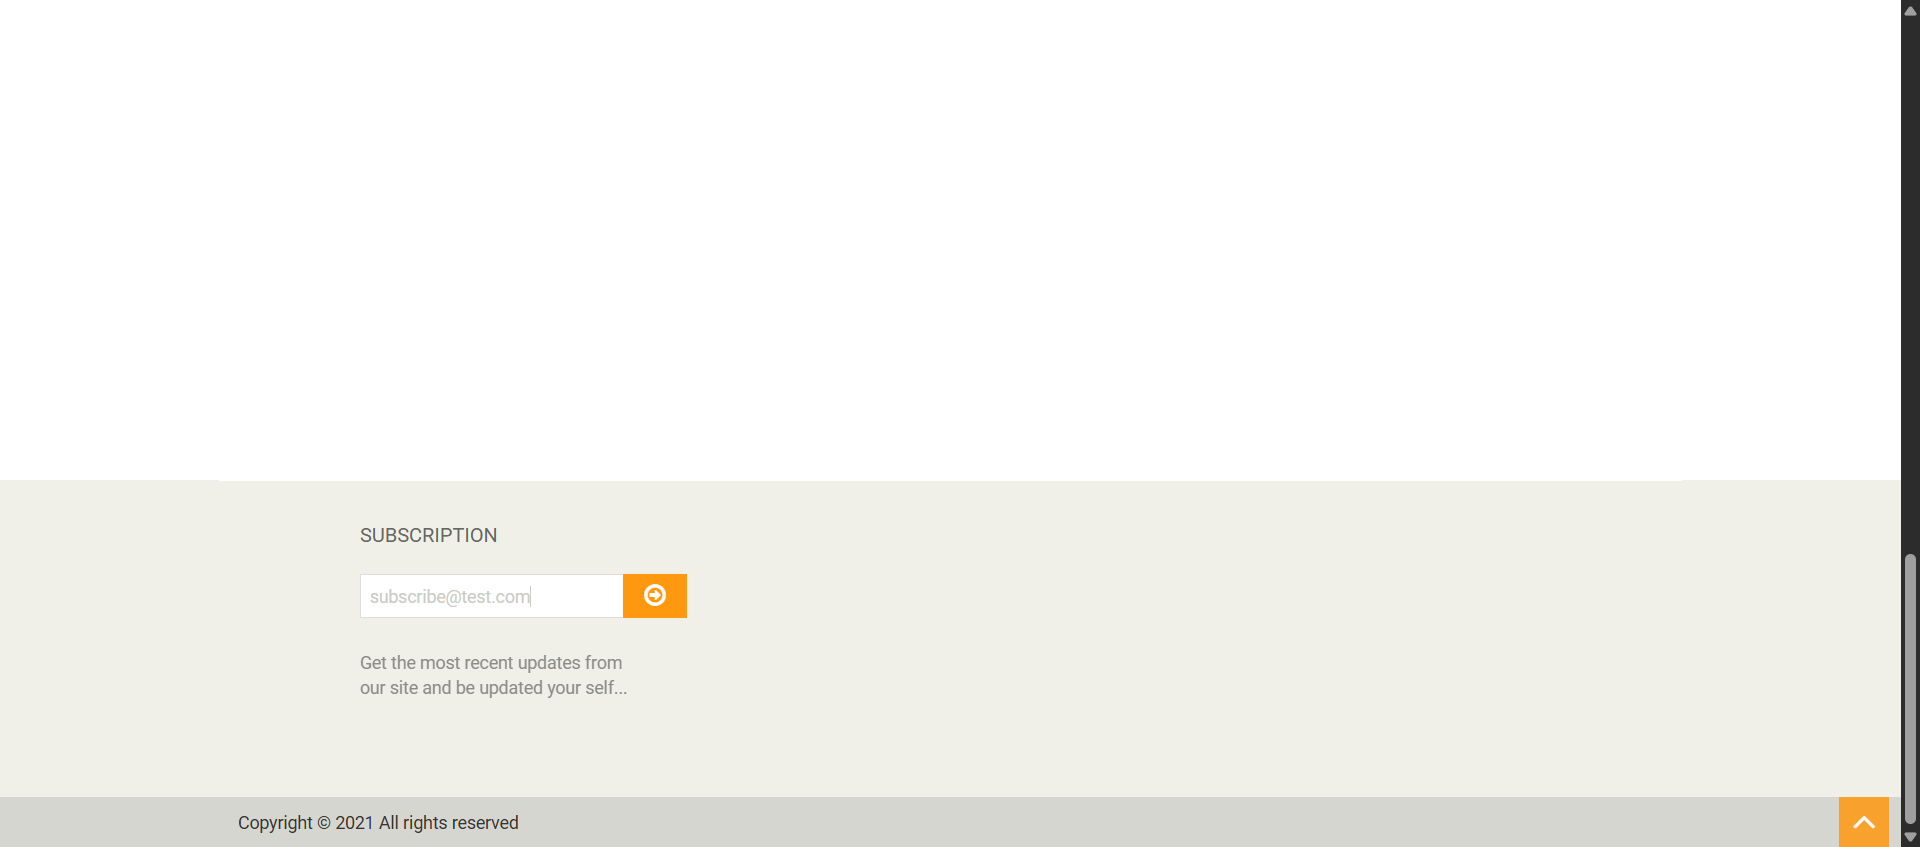 SUBSCRIPTION
subscribe@test.com
Get the most recent updates from
our site and be updated your self...
Copyright © 2021 All rights reserved